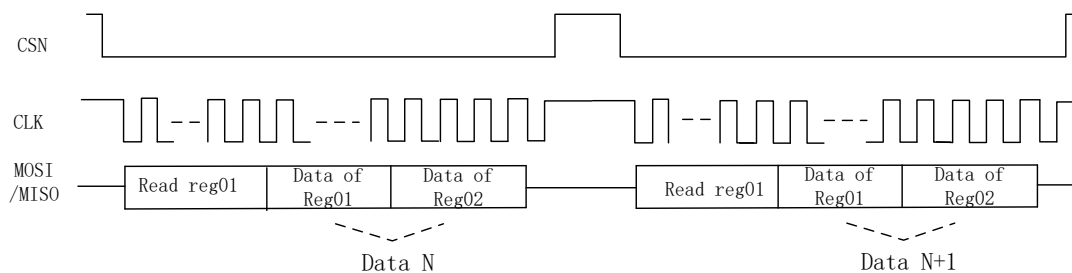 CSN
CLK
MOSI
/MISO
Read reg01
Data of
Reg01
Data of
Reg02
Read reg01
Data of
Reg01
Data of
Reg02
Data N
Data N+1